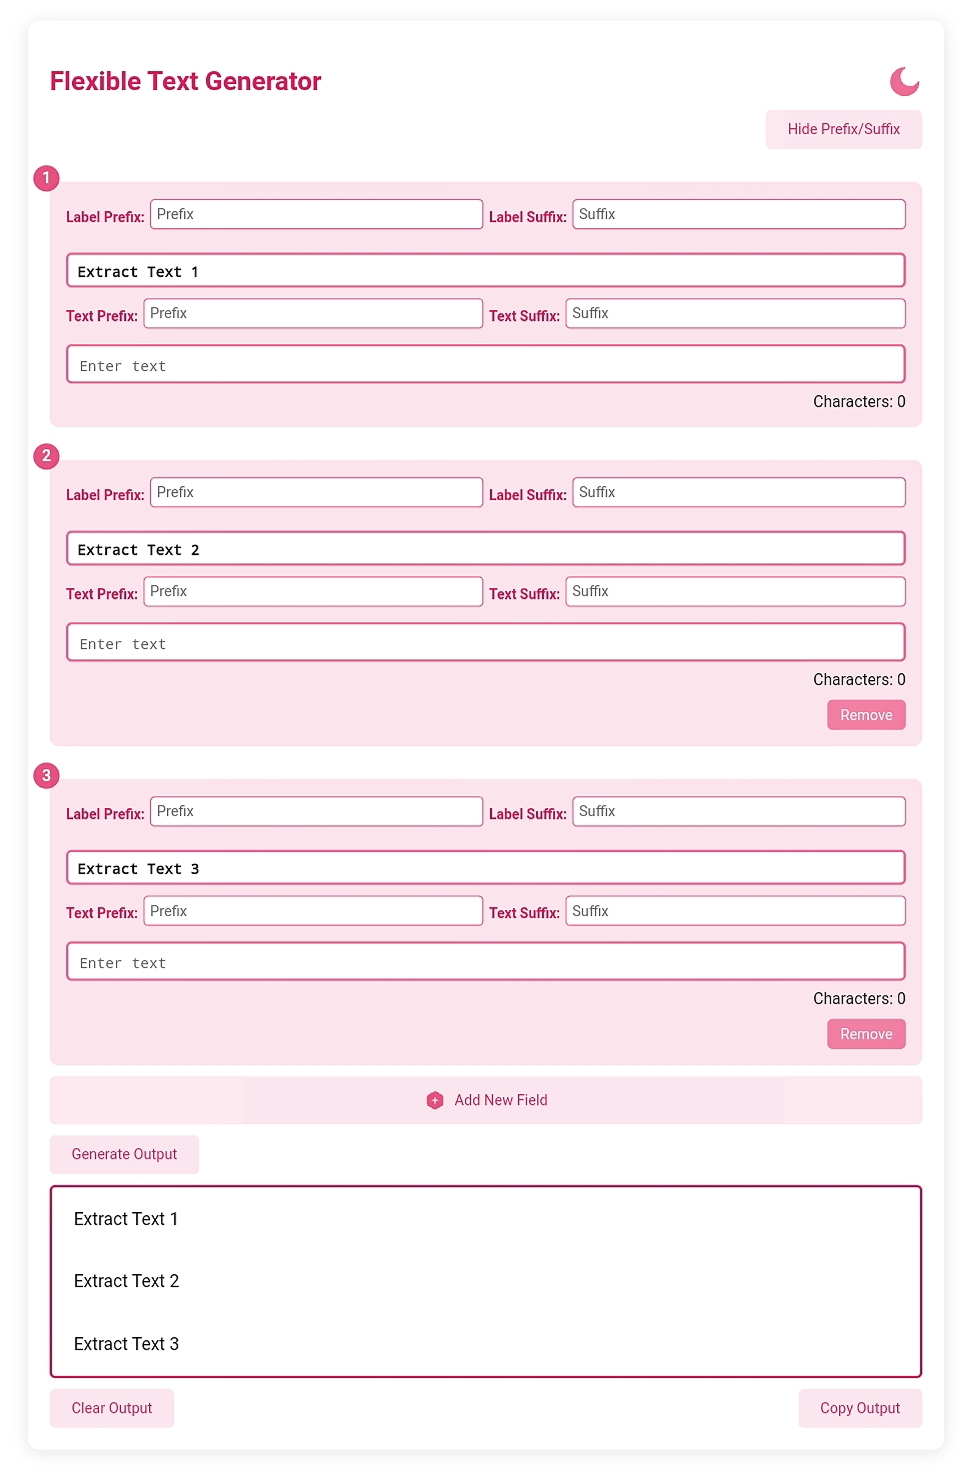 Flexible Text Generator
Hide Prefix/Suffix
1
Label Prefix: Prefix Label Suffix: Suffix
Extract Text 1
Text Prefix: Prefix Text Suffix: Suffix
Enter text
Characters: 0
2
Label Prefix: Prefix Label Suffix: Suffix
Extract Text 2
Text Prefix: Prefix Text Suffix: Suffix
Enter text
Characters: 0
Remove
3
Label Prefix: Prefix Label Suffix: Suffix
Extract Text 3
Text Prefix: Prefix Text Suffix: Suffix
Enter text
Characters: 0
Remove
Add New Field
Generate Output
Extract Text 1
Extract Text 2
Extract Text 3
Clear Output Copy Output